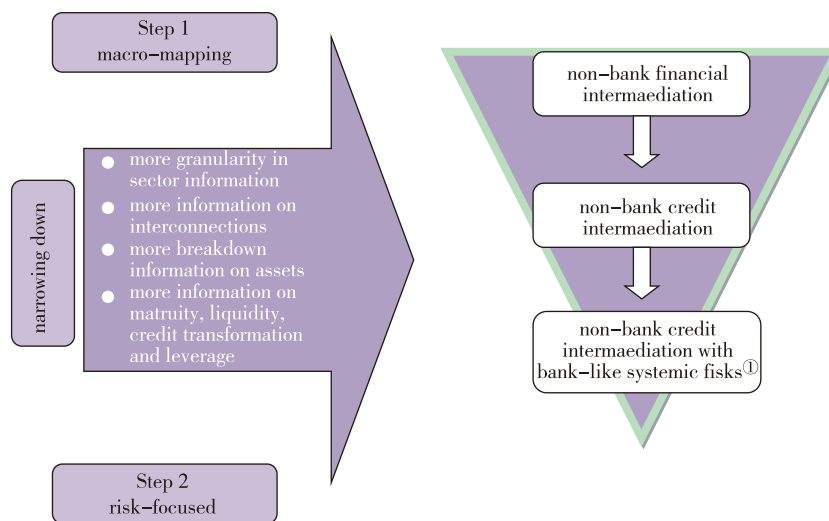 Step 1
macro-mapping
narrowing down
● more granularity in
sector information
● more information on
interconnections
● more breakdown
information on assets
● more information on
matruity, liquidity,
credit transformation
and leverage
Step 2
risk-focused
non-bank financial
intermaediation
non-bank credit
intermaediation
non-bank credit
intermaediation with
bank-like systemic fisks①